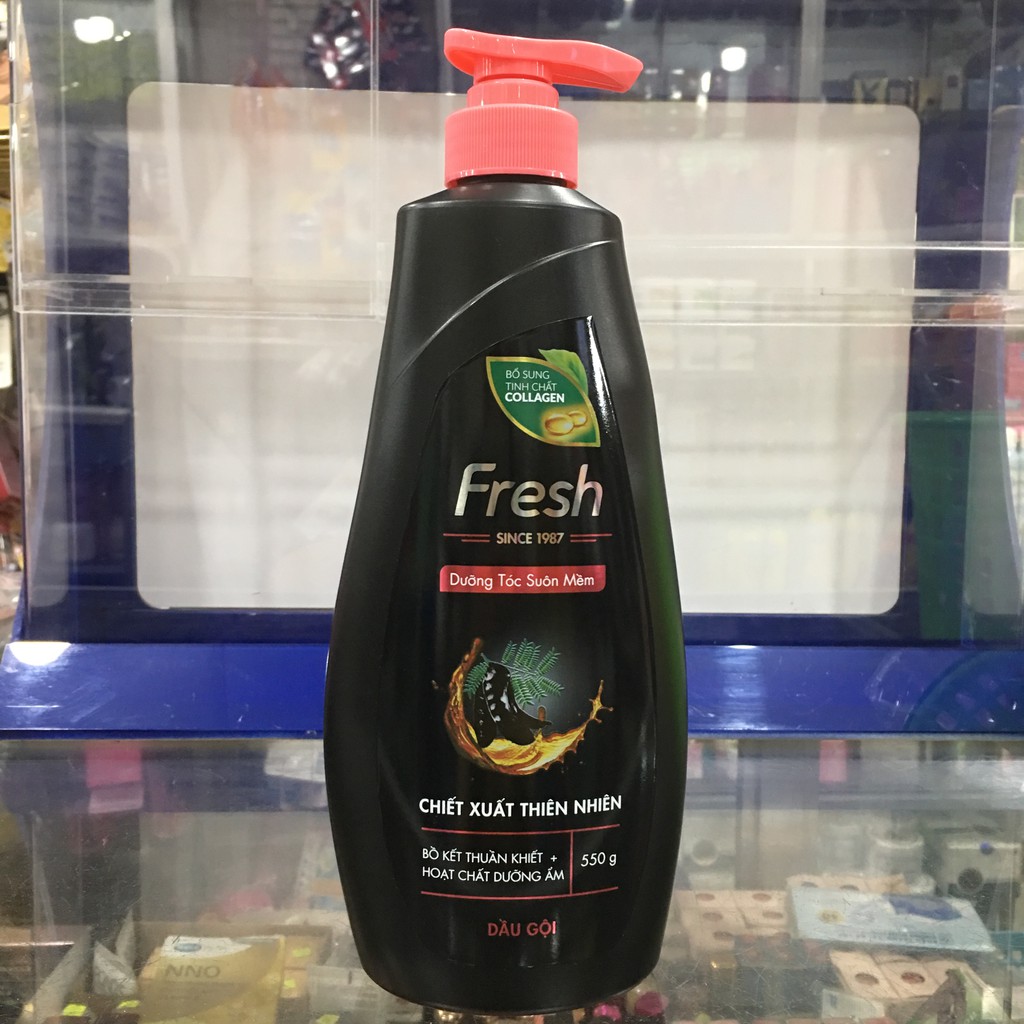 BỔ SUNG
TINH CHẤT
COLLAGEN
Fresh
SINCE 1987
Dưỡng Tóc Suôn Mềm
CHIẾT XUẤT THIÊN NHIÊN
BỒ KẾT THUẦN KHIẾT +
HOẠT CHẤT DƯỠNG ẨM
550 g
DẦU GỘI